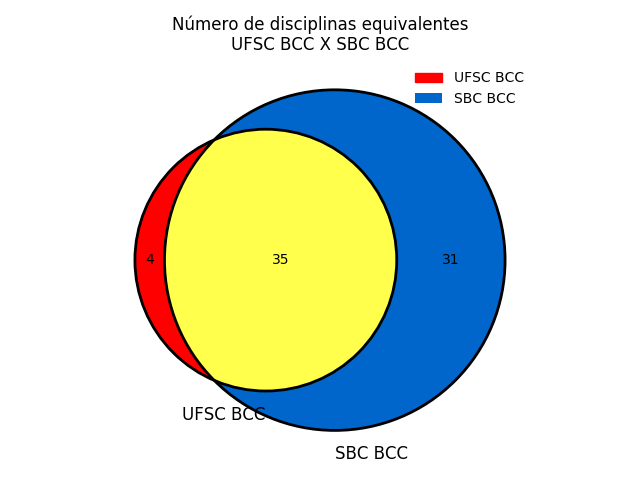 Número de disciplinas equivalentes
UFSC BCC X SBC BCC
UFSC BCC
SBC BCC
4
35
31
UFSC BCC
SBC BCC